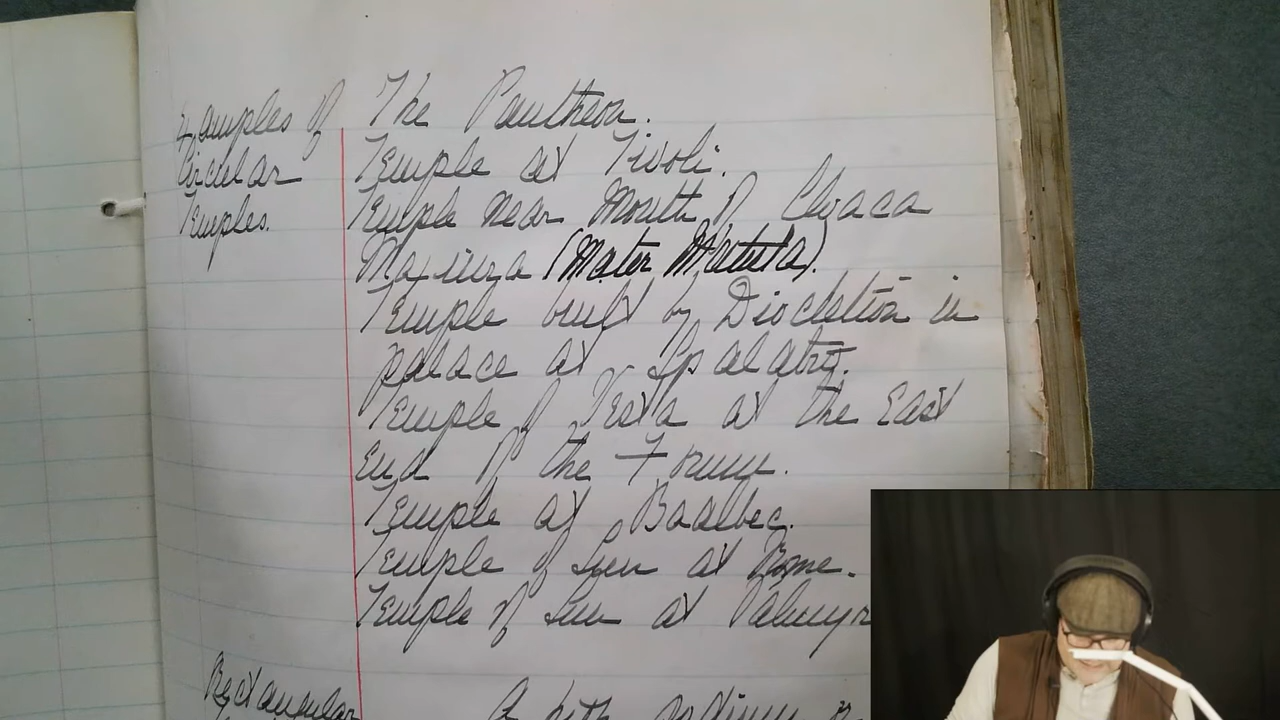 Examples of
Circular
Temples.
The Pantheon.
Temple at Tivoli.
Temple near Mouth of Cloaca
Maxima (Mater Matuta).
Temple built by Diocletion in
palace at Spalatro.
Temple of Vesta at the East
End of the Forum.
Temple at Baalbec.
Temple of Sun at Rome.
Temple of Sun at Palmyr
Rectangular